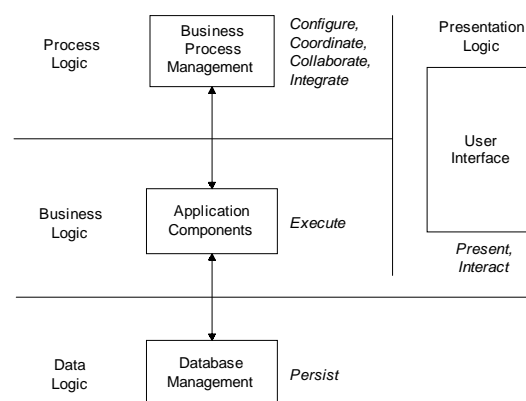 Process
Logic
Business
Process
Management
Configure,
Coordinate,
Collaborate,
Integrate
Presentation
Logic
User
Interface
Present,
Interact
Business
Logic
Application
Components
Execute
Data
Logic
Database
Management
Persist